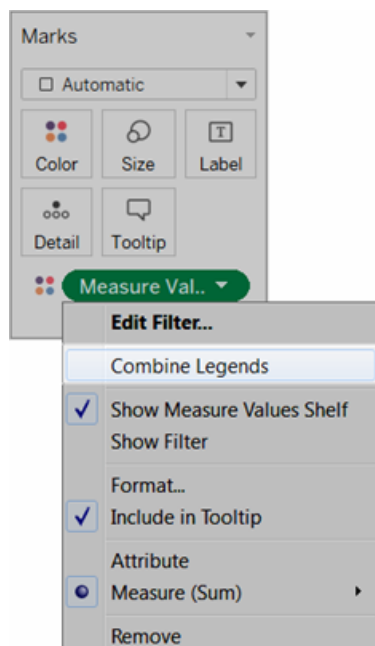 Marks
Automatic
Color Size Label
Detail Tooltip
Measure Val..
Edit Filter...
Combine Legends
Show Measure Values Shelf
Show Filter
Format...
Include in Tooltip
Attribute
Measure (Sum)
Remove